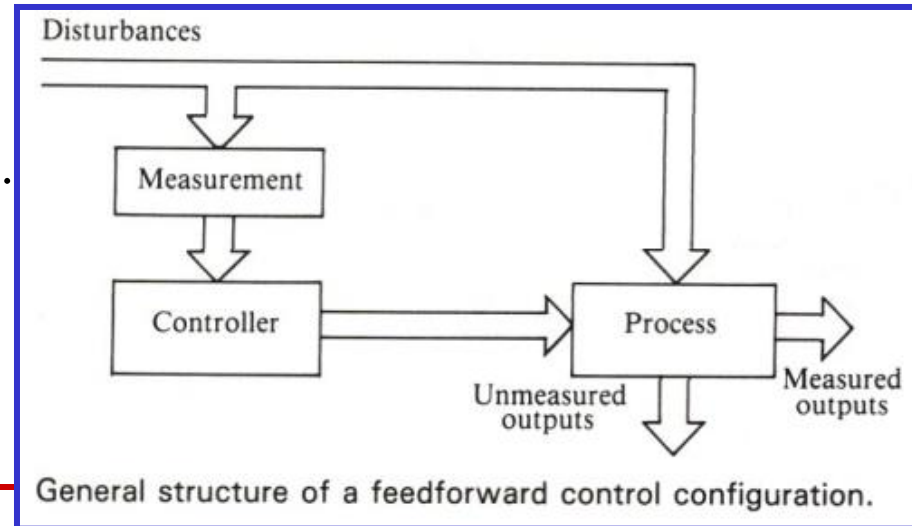 Disturbances
Measurement
Controller
Process
Unmeasured
outputs
Measured
outputs
General structure of a feedforward control configuration.